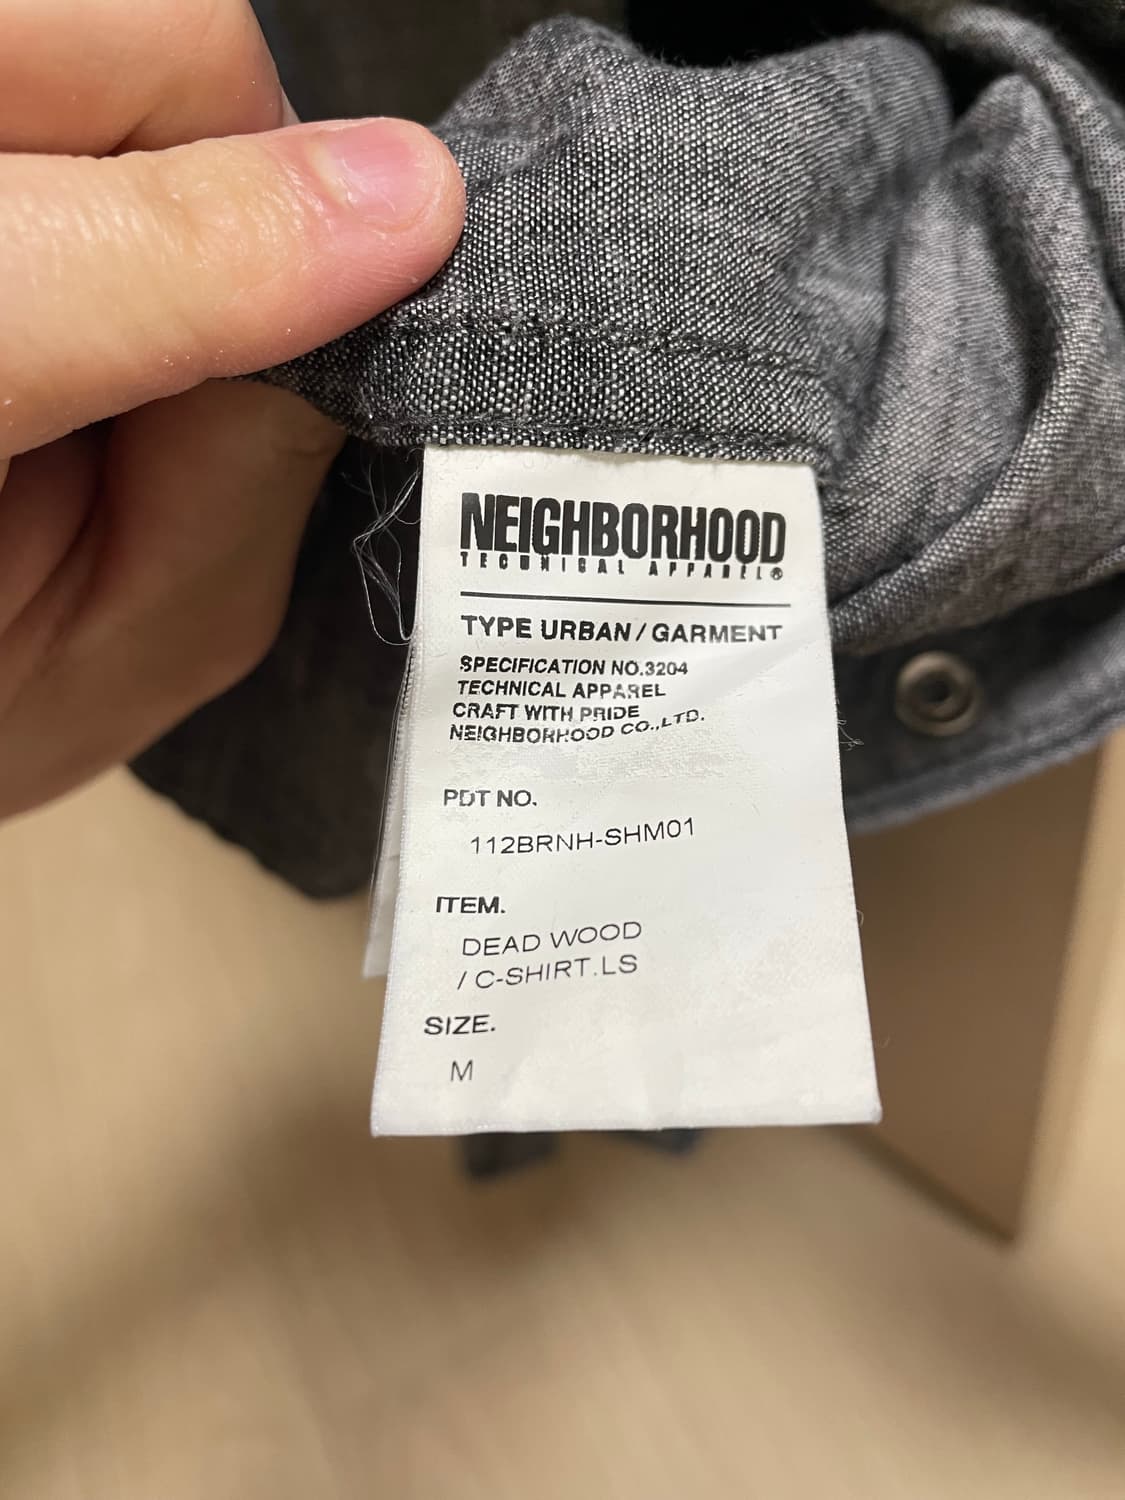 NEIGHBORHOOD
TECHNICAL APPAREL®
TYPE URBAN / GARMENT
SPECIFICATION NO.3204
TECHNICAL APPAREL
CRAFT WITH PRIDE
NEIGHBORHOOD CO.,LTD.
PDT NO.
112BRNH-SHM01
ITEM.
DEAD WOOD
/ C-SHIRT.LS
SIZE.
M